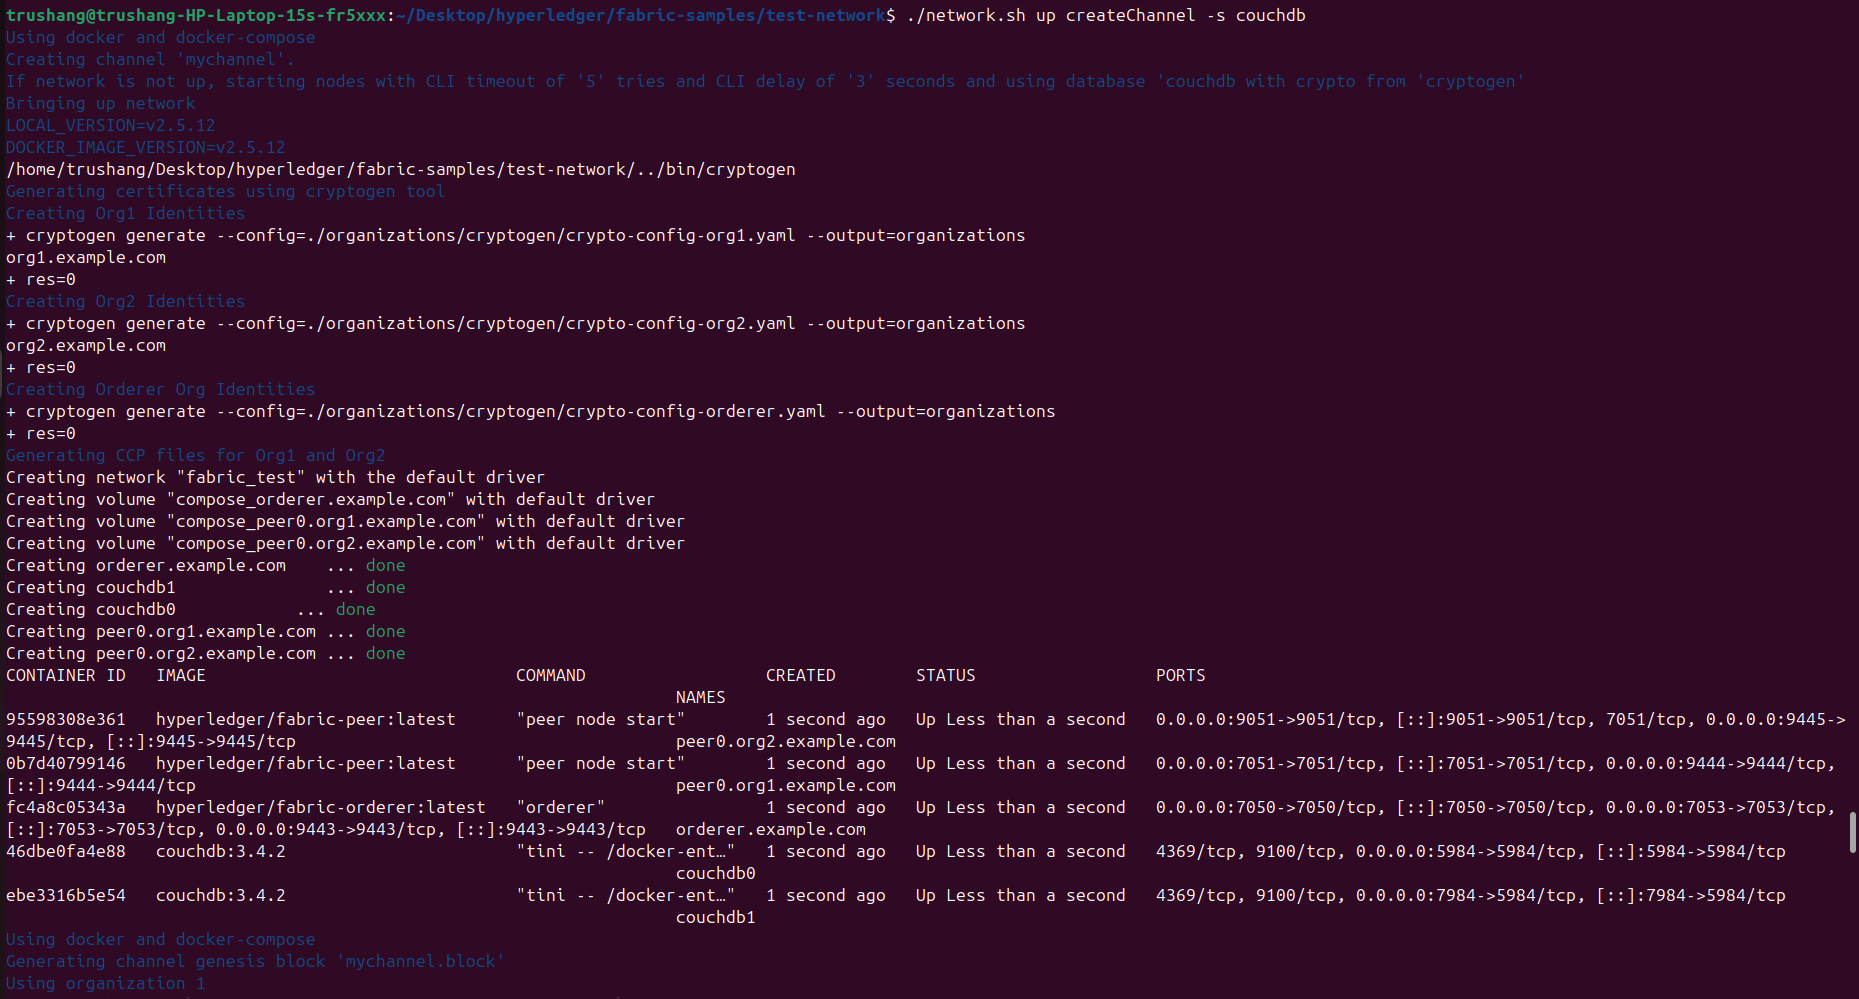 trushang@trushang-HP-Laptop-15s-fr5xxx:~/Desktop/hyperledger/fabric-samples/test-network$ ./network.sh up createChannel -s couchdb
Using docker and docker-compose
Creating channel 'mychannel'.
If network is not up, starting nodes with CLI timeout of '5' tries and CLI delay of '3' seconds and using database 'couchdb with crypto from 'cryptogen'
Bringing up network
LOCAL_VERSION=v2.5.12
DOCKER_IMAGE_VERSION=v2.5.12
/home/trushang/Desktop/hyperledger/fabric-samples/test-network/../bin/cryptogen
Generating certificates using cryptogen tool
Creating Org1 Identities
+ cryptogen generate --config=./organizations/cryptogen/crypto-config-org1.yaml --output=organizations
org1.example.com
+ res=0
Creating Org2 Identities
+ cryptogen generate --config=./organizations/cryptogen/crypto-config-org2.yaml --output=organizations
org2.example.com
+ res=0
Creating Orderer Org Identities
+ cryptogen generate --config=./organizations/cryptogen/crypto-config-orderer.yaml --output=organizations
+ res=0
Generating CCP files for Org1 and Org2
Creating network "fabric_test" with the default driver
Creating volume "compose_orderer.example.com" with default driver
Creating volume "compose_peer0.org1.example.com" with default driver
Creating volume "compose_peer0.org2.example.com" with default driver
Creating orderer.example.com    ... done
Creating couchdb1               ... done
Creating couchdb0            ... done
Creating peer0.org1.example.com ... done
Creating peer0.org2.example.com ... done
CONTAINER ID   IMAGE                               COMMAND                  CREATED        STATUS                  PORTS
                                                                   NAMES
95598308e361   hyperledger/fabric-peer:latest      "peer node start"        1 second ago   Up Less than a second   0.0.0.0:9051->9051/tcp, [::]:9051->9051/tcp, 7051/tcp, 0.0.0.0:9445->
9445/tcp, [::]:9445->9445/tcp                                      peer0.org2.example.com
0b7d40799146   hyperledger/fabric-peer:latest      "peer node start"        1 second ago   Up Less than a second   0.0.0.0:7051->7051/tcp, [::]:7051->7051/tcp, 0.0.0.0:9444->9444/tcp,
[::]:9444->9444/tcp                                                peer0.org1.example.com
fc4a8c05343a   hyperledger/fabric-orderer:latest   "orderer"                1 second ago   Up Less than a second   0.0.0.0:7050->7050/tcp, [::]:7050->7050/tcp, 0.0.0.0:7053->7053/tcp,
[::]:7053->7053/tcp, 0.0.0.0:9443->9443/tcp, [::]:9443->9443/tcp   orderer.example.com
46dbe0fa4e88   couchdb:3.4.2                       "tini -- /docker-ent…"   1 second ago   Up Less than a second   4369/tcp, 9100/tcp, 0.0.0.0:5984->5984/tcp, [::]:5984->5984/tcp
                                                                   couchdb0
ebe3316b5e54   couchdb:3.4.2                       "tini -- /docker-ent…"   1 second ago   Up Less than a second   4369/tcp, 9100/tcp, 0.0.0.0:7984->5984/tcp, [::]:7984->5984/tcp
                                                                   couchdb1
Using docker and docker-compose
Generating channel genesis block 'mychannel.block'
Using organization 1